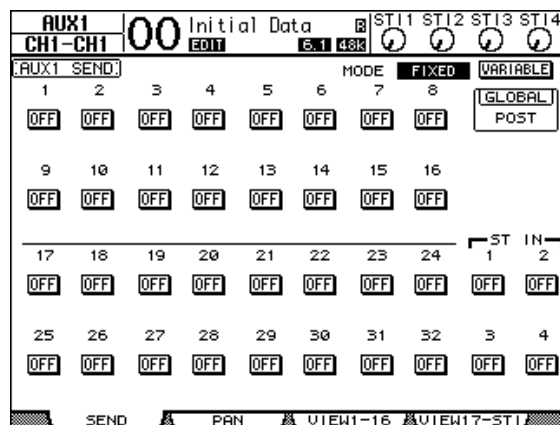 AUX1 00 Initial Data R STI1 STI2 STI3 STI4
CH1-CH1 EDIT 6.1 48k
AUX1 SEND MODE FIXED VARIABLE
1 2 3 4 5 6 7 8 GLOBAL
OFF OFF OFF OFF OFF OFF OFF OFF POST
9 10 11 12 13 14 15 16
OFF OFF OFF OFF OFF OFF OFF OFF
ST IN
17 18 19 20 21 22 23 24 1 2
OFF OFF OFF OFF OFF OFF OFF OFF OFF OFF
25 26 27 28 29 30 31 32 3 4
OFF OFF OFF OFF OFF OFF OFF OFF OFF OFF
SEND PAN VIEW1-16 VIEW17-STI